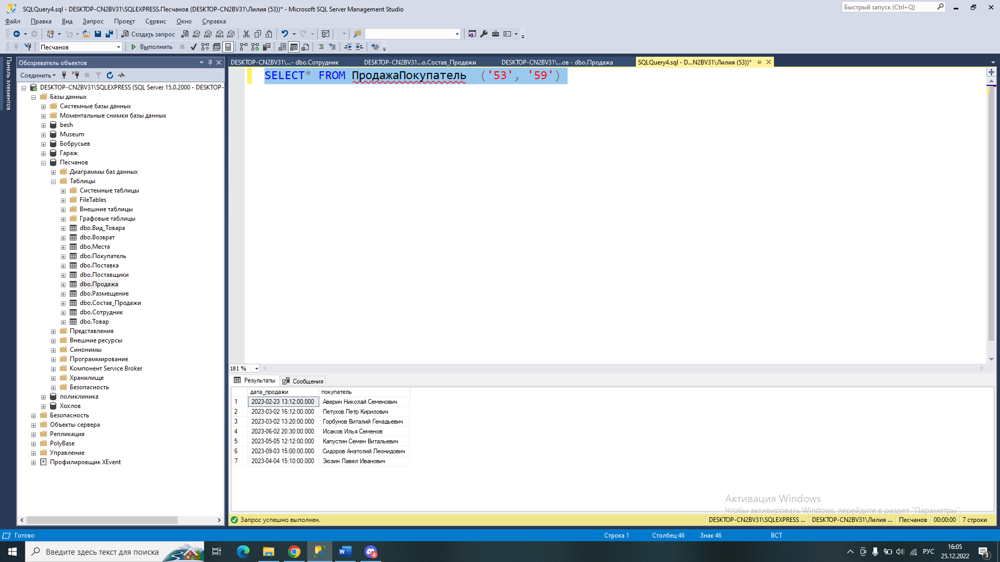 SQLQuery4.sql - DESKTOP-CN2BV31\SQLEXPRESS.Песчанов (DESKTOP-CN2BV31\Лилия (53))* - Microsoft SQL Server Management Studio
Быстрый запуск (Ctrl+Q)
Файл Правка Вид Запрос Проект Сервис Окно Справка
Создать запрос MDX DMX XMLA DAX
Песчанов Выполнить
Панель элементов
Обозреватель объектов
DESKTOP-CN2BV31\...- dbo.Сотрудник DESKTOP-CN2BV31...o.Состав_Продажи DESKTOP-CN2BV31\...ов - dbo.Продажа SQLQuery4.sql - D...N2BV31\Лилия (53))*
Соединить
SELECT* FROM ПродажаПокупатель ('53', '59')
DESKTOP-CN2BV31\SQLEXPRESS (SQL Server 15.0.2000 - DESKTOP-
Базы данных
Системные базы данных
Моментальные снимки базы данных
besh
Museum
Бобрусьев
Гараж
Песчанов
Диаграммы баз данных
Таблицы
Системные таблицы
FileTables
Внешние таблицы
Графовые таблицы
dbo.Вид_Товара
dbo.Возврат
dbo.Места
dbo.Покупатель
dbo.Поставка
dbo.Поставщики
dbo.Продажа
dbo.Размещение
dbo.Состав_Продажи
dbo.Сотрудник
dbo.Товар
Представления
Внешние ресурсы
Синонимы
Программирование
Компонент Service Broker
Хранилище
Безопасность
поликлиника
Хохлов
Безопасность
Объекты сервера
Репликация
PolyBase
Управление
Профилировщик XEvent
181 %
Результаты Сообщения
дата_продажи покупатель
1 2023-02-23 13:12:00.000 Аверин Николай Семенович
2 2023-03-02 16:12:00.000 Петухов Петр Кирилович
3 2023-03-02 13:20:00.000 Горбунов Виталий Генадьевич
4 2023-06-02 20:30:00.000 Исаков Илья Семенов
5 2023-05-05 12:12:00.000 Капустин Семен Витальевич
6 2023-09-03 15:00:00.000 Сидоров Анатолий Леонидович
7 2023-04-04 15:10:00.000 Зюзин Павел Иванович
Активация Windows
Чтобы активировать Windows, перейдите в раздел "Параметры".
Запрос успешно выполнен. DESKTOP-CN2BV31\SQLEXPRESS ... DESKTOP-CN2BV31\Лилия ... Песчанов 00:00:00 7 строки
Готово Строка 1 Столбец 46 Знак 46 ВСТ
Введите здесь текст для поиска
4
РУС
16:05
25.12.2022
3